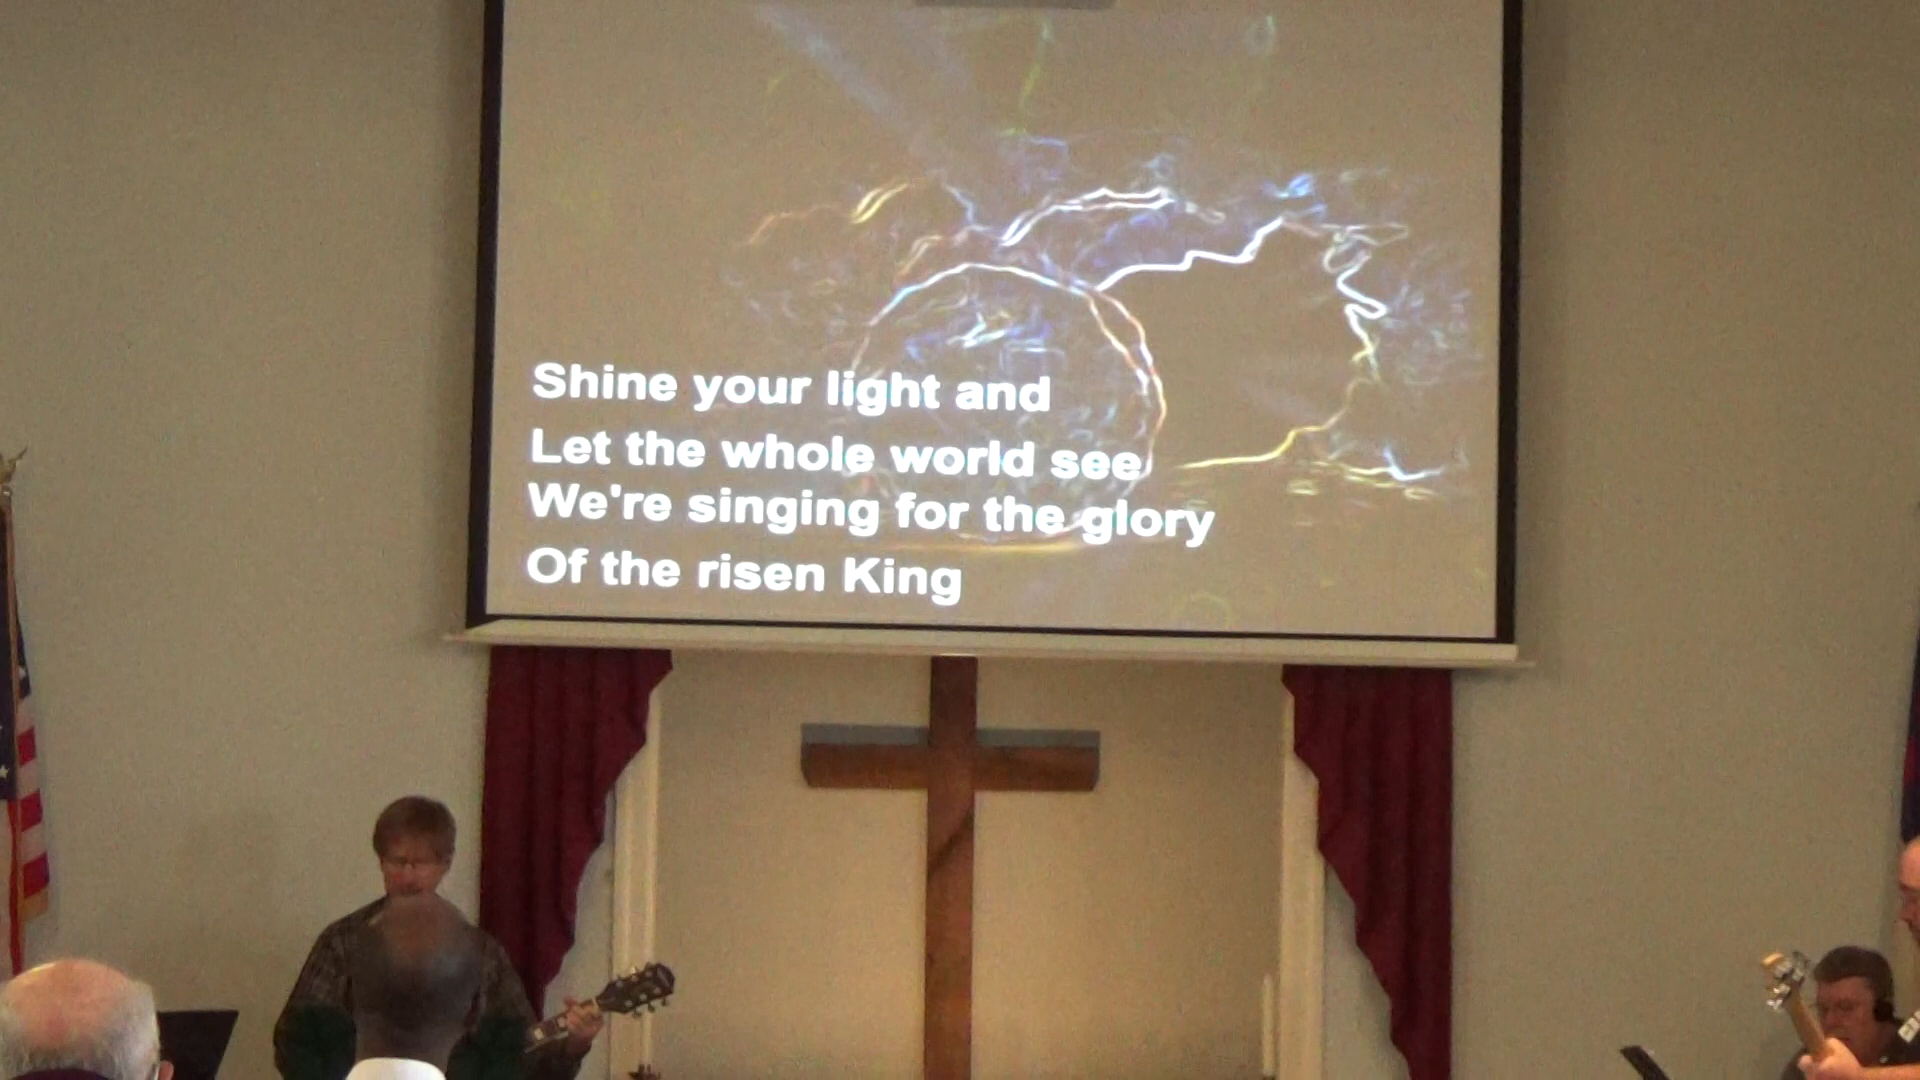 Shine your light and
Let the whole world see
We're singing for the glory
Of the risen King